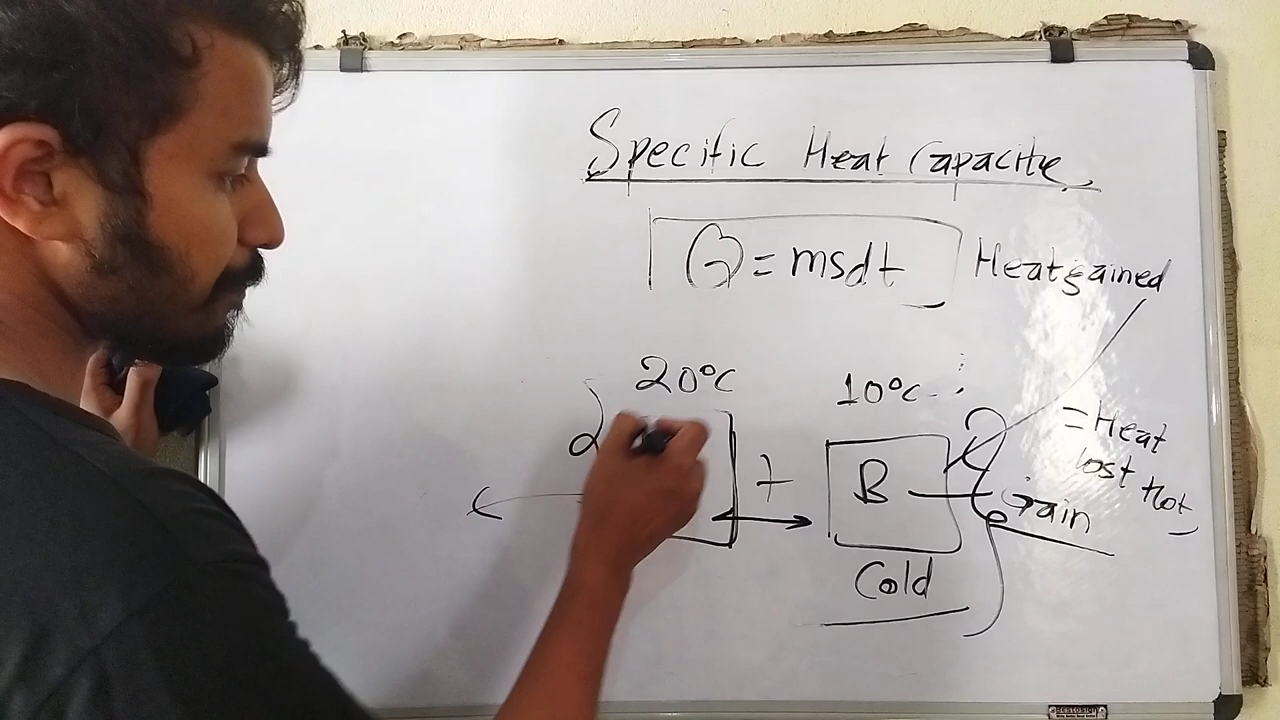 Specific Heat Capacity
Q = msdt
Heat gained
20°C
10°C
= Heat
lost hot
+
B
Gain
Cold